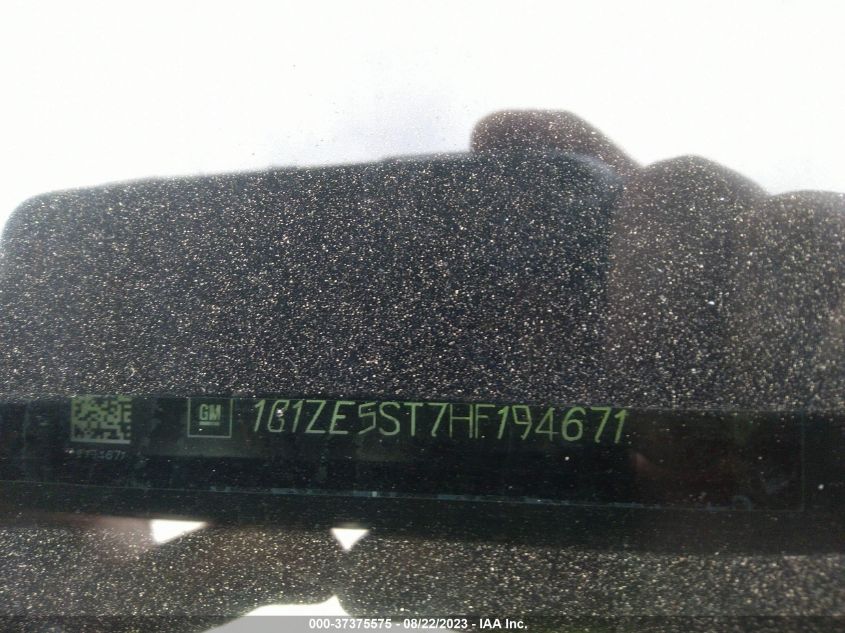 GM
1G1ZE5ST7HF194671
000-37375575 - 08/22/2023 - IAA Inc.